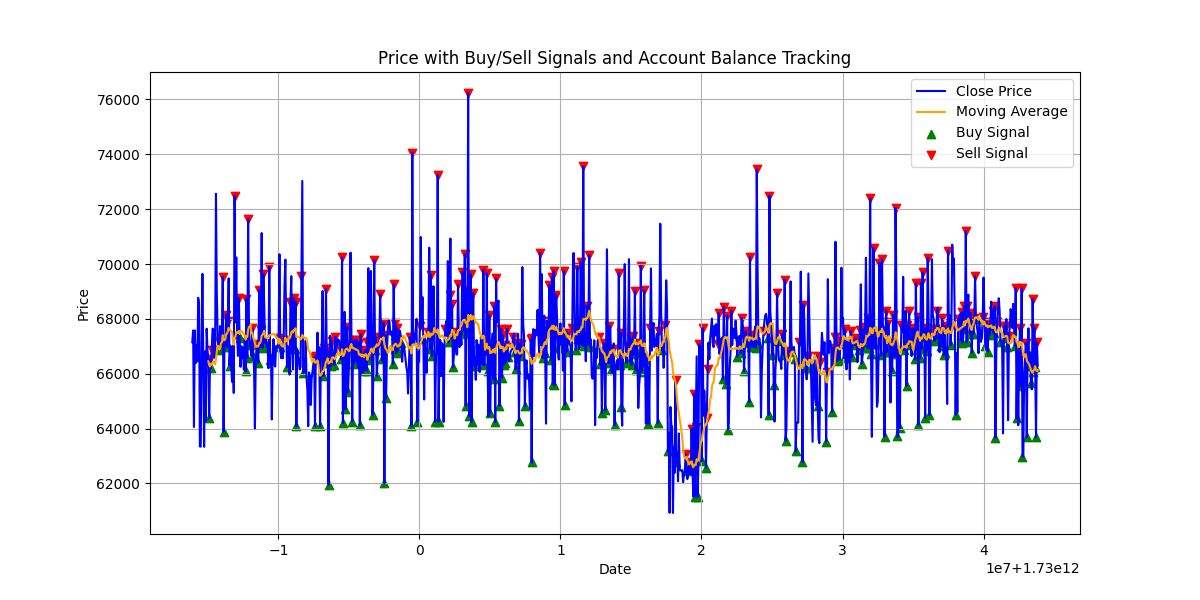 Price with Buy/Sell Signals and Account Balance Tracking
Close Price
Moving Average
Buy Signal
Sell Signal
76000
74000
72000
70000
68000
66000
64000
62000
Price
−1
0
1
2
3
4
1e7+1.73e12
Date